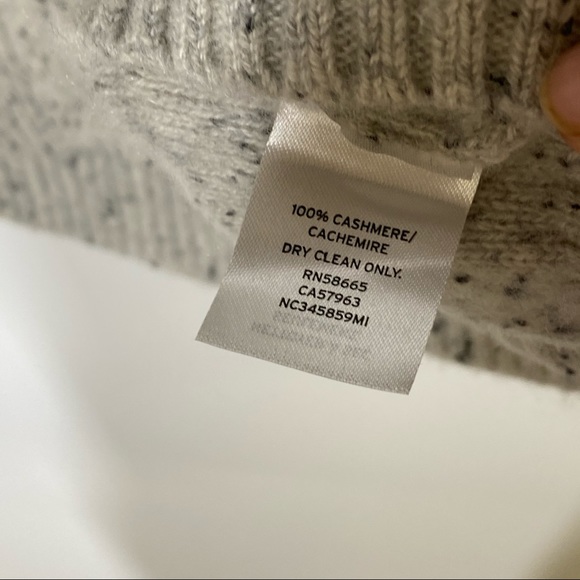 100% CASHMERE/
CACHEMIRE
DRY CLEAN ONLY.
RN58665
CA57963
NC345859MI